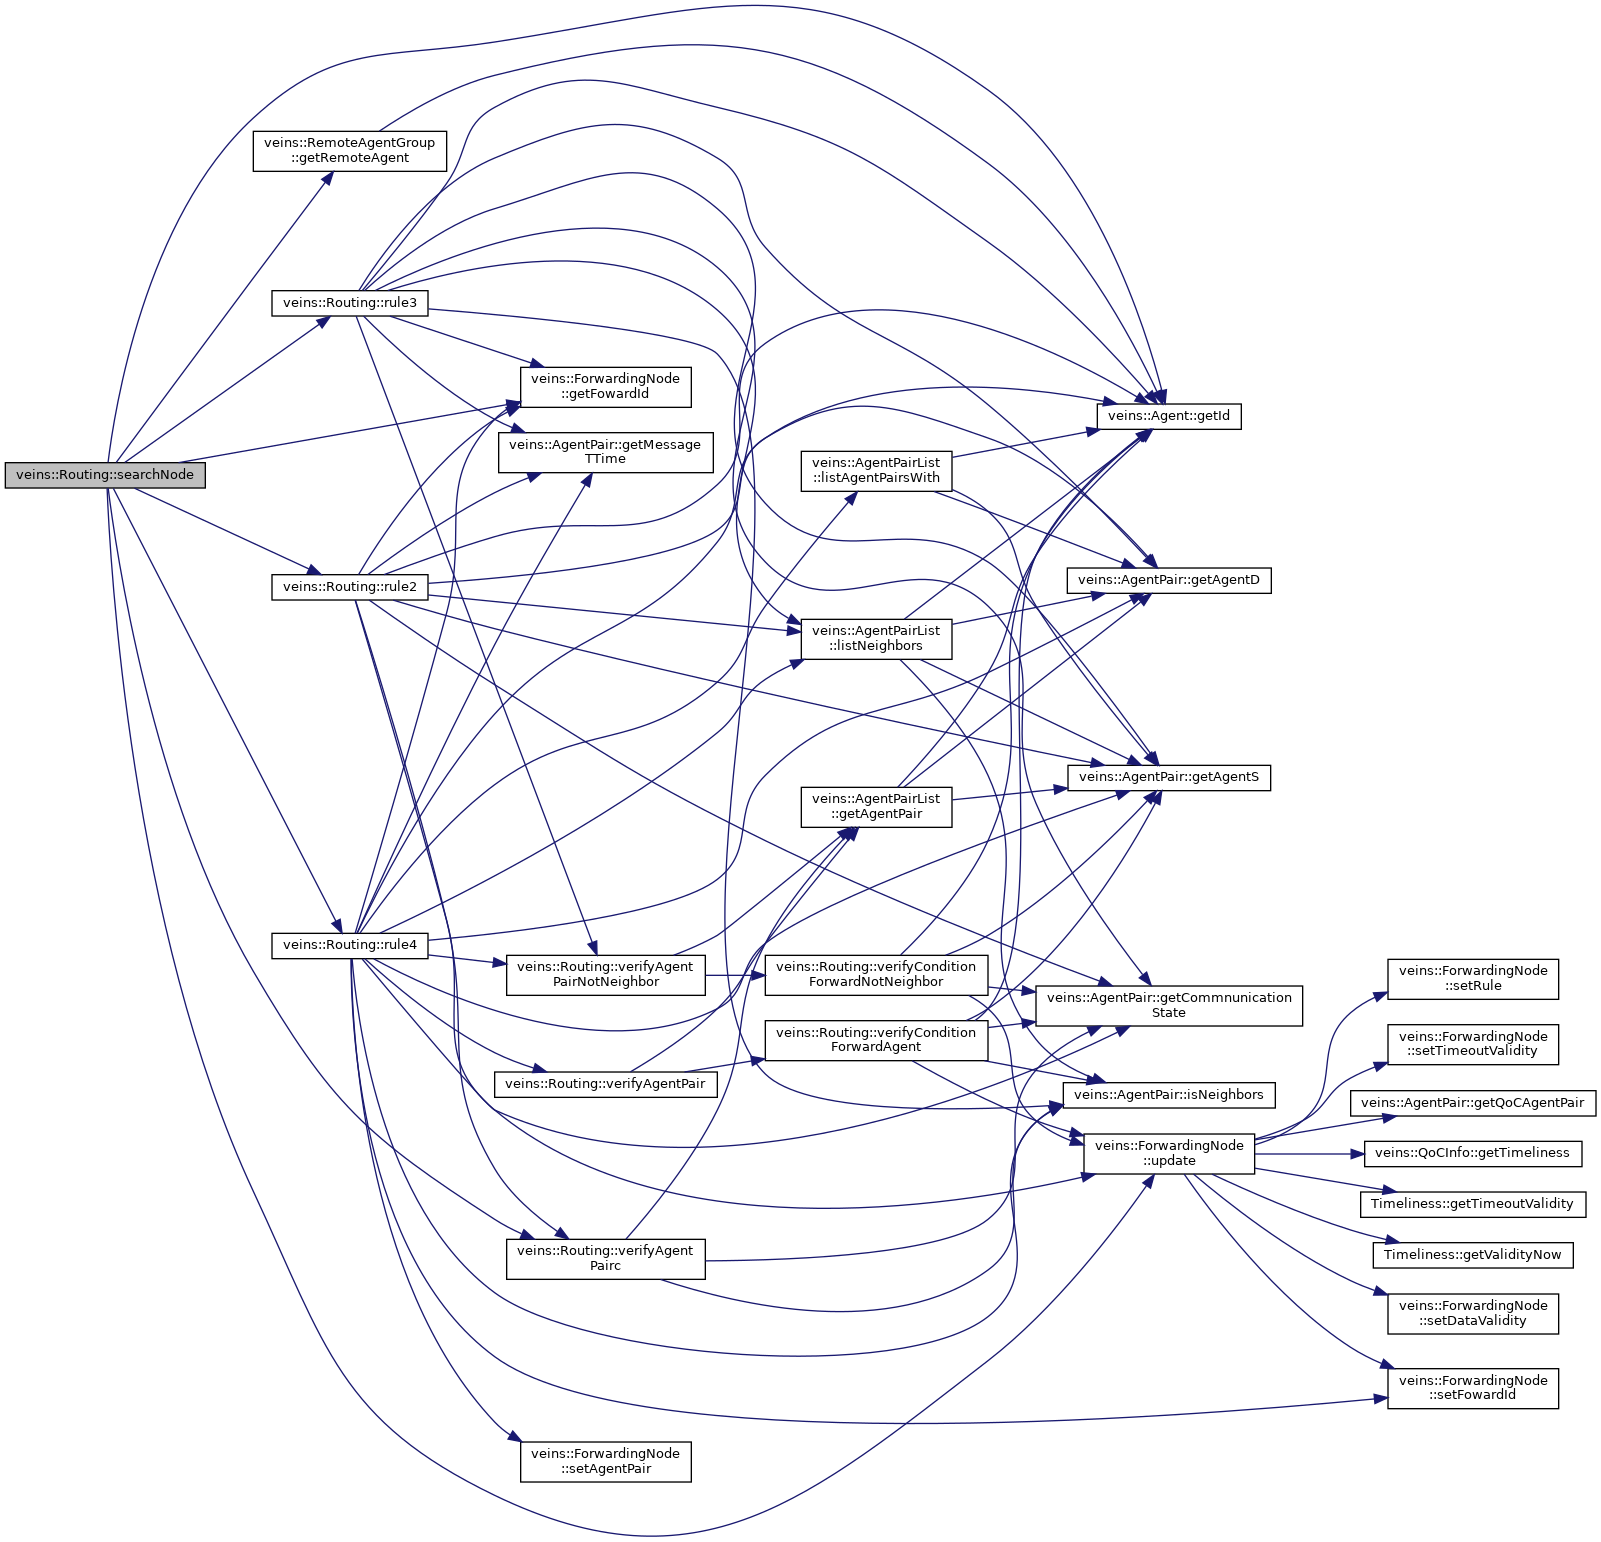 veins::Routing::searchNode
veins::RemoteAgentGroup
::getRemoteAgent
veins::Routing::rule3
veins::Routing::rule2
veins::Routing::rule4
veins::ForwardingNode
::getFowardId
veins::AgentPair::getMessage
TTime
veins::Routing::verifyAgent
PairNotNeighbor
veins::Routing::verifyAgentPair
veins::Routing::verifyAgent
Pairc
veins::ForwardingNode
::setAgentPair
veins::AgentPairList
::listAgentPairsWith
veins::AgentPairList
::listNeighbors
veins::AgentPairList
::getAgentPair
veins::Routing::verifyCondition
ForwardNotNeighbor
veins::Routing::verifyCondition
ForwardAgent
veins::Agent::getId
veins::AgentPair::getAgentD
veins::AgentPair::getAgentS
veins::AgentPair::getCommnunication
State
veins::AgentPair::isNeighbors
veins::ForwardingNode
::update
veins::ForwardingNode
::setRule
veins::ForwardingNode
::setTimeoutValidity
veins::AgentPair::getQoCAgentPair
veins::QoCInfo::getTimeliness
Timeliness::getTimeoutValidity
Timeliness::getValidityNow
veins::ForwardingNode
::setDataValidity
veins::ForwardingNode
::setFowardId